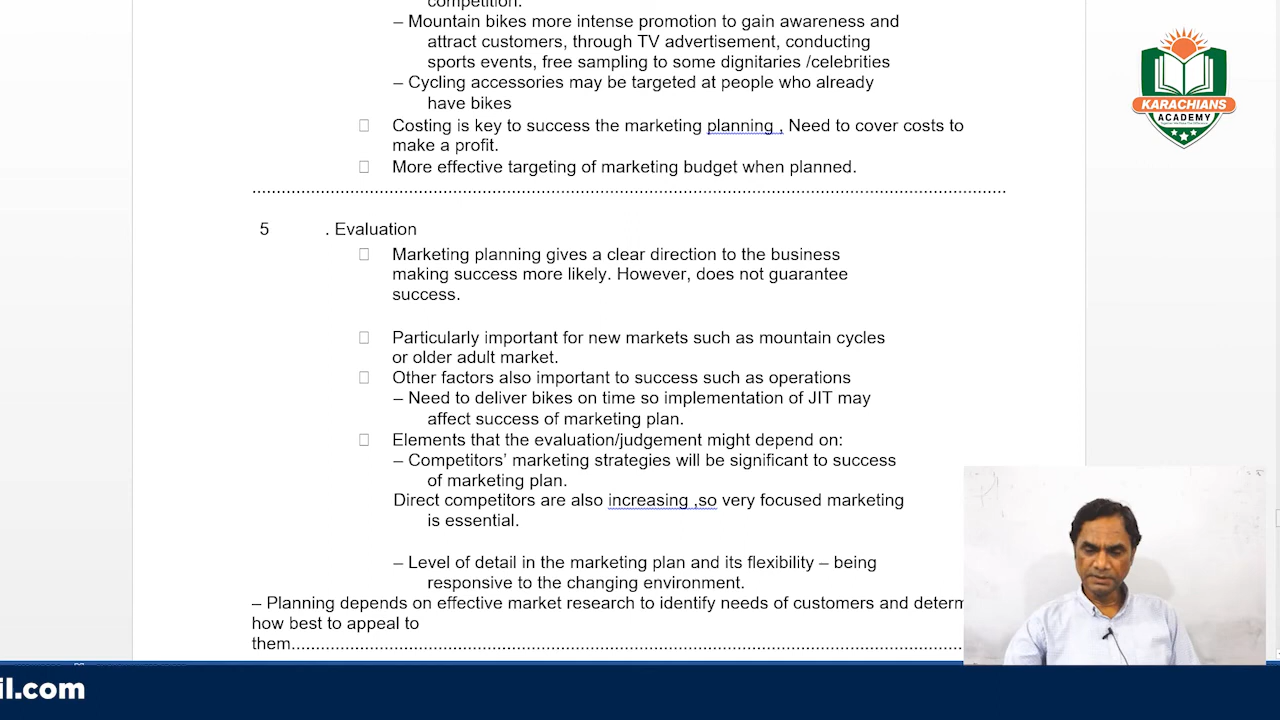 competition.
– Mountain bikes more intense promotion to gain awareness and
attract customers, through TV advertisement, conducting
sports events, free sampling to some dignitaries /celebrities
– Cycling accessories may be targeted at people who already
have bikes
Costing is key to success the marketing planning , Need to cover costs to
make a profit.
More effective targeting of marketing budget when planned.
5 . Evaluation
Marketing planning gives a clear direction to the business
making success more likely. However, does not guarantee
success.
Particularly important for new markets such as mountain cycles
or older adult market.
Other factors also important to success such as operations
– Need to deliver bikes on time so implementation of JIT may
affect success of marketing plan.
Elements that the evaluation/judgement might depend on:
– Competitors’ marketing strategies will be significant to success
of marketing plan.
Direct competitors are also increasing ,so very focused marketing
is essential.
– Level of detail in the marketing plan and its flexibility – being
responsive to the changing environment.
– Planning depends on effective market research to identify needs of customers and determ
how best to appeal to
them
KARACHIANS
ACADEMY
il.com